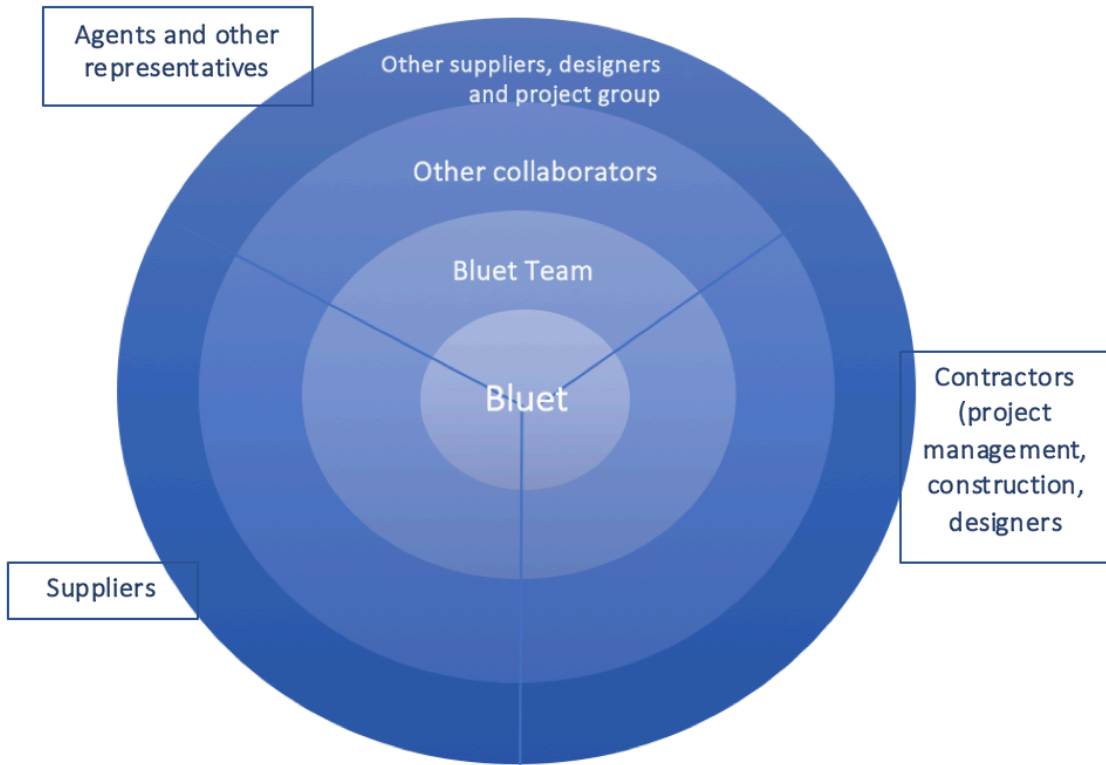 Agents and other
representatives
Other suppliers, designers
and project group
Other collaborators
Bluet Team
Bluet
Contractors
(project
management,
construction,
designers
Suppliers